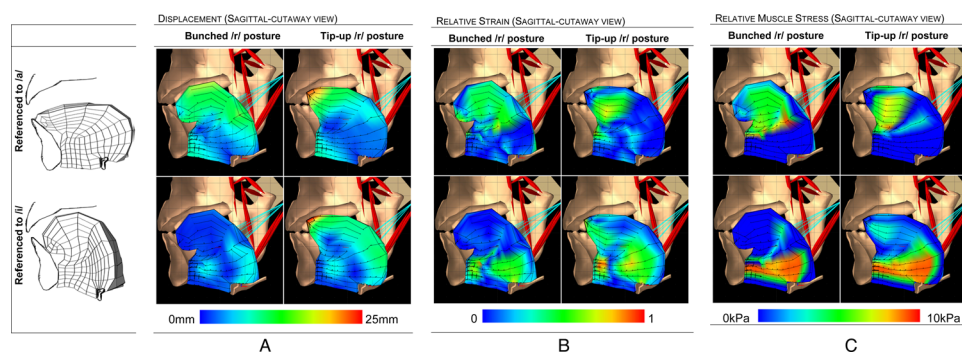 DISPLACEMENT (SAGITTAL-CUTAWAY VIEW)
Bunched /r/ posture Tip-up /r/ posture
RELATIVE STRAIN (SAGITTAL-CUTAWAY VIEW)
Bunched /r/ posture Tip-up /r/ posture
RELATIVE MUSCLE STRESS (SAGITTAL-CUTAWAY VIEW)
Bunched /r/ posture Tip-up /r/ posture
Referenced to /a/
Referenced to /i/
0mm 25mm
0 1
0kPa 10kPa
A
B
C